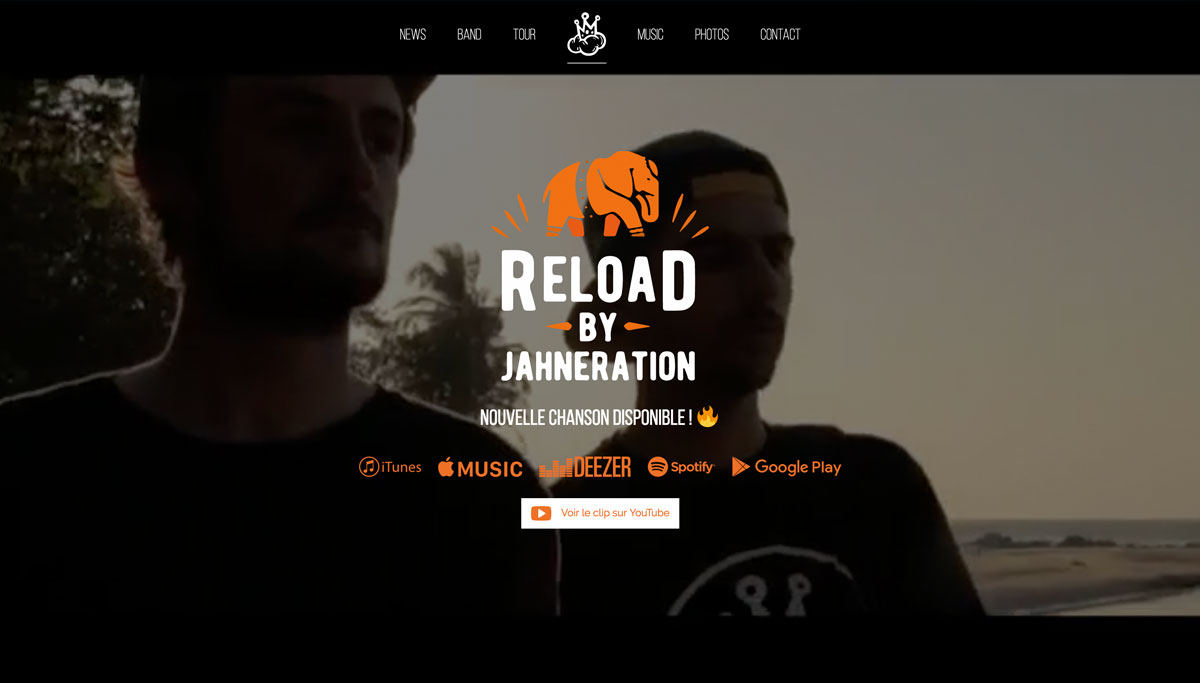 NEWS BAND TOUR MUSIC PHOTOS CONTACT
RELOAD
BY
JAHNERATION
NOUVELLE CHANSON DISPONIBLE ! 🔥
iTunes MUSIC DEEZER Spotify Google Play
Voir le clip sur YouTube